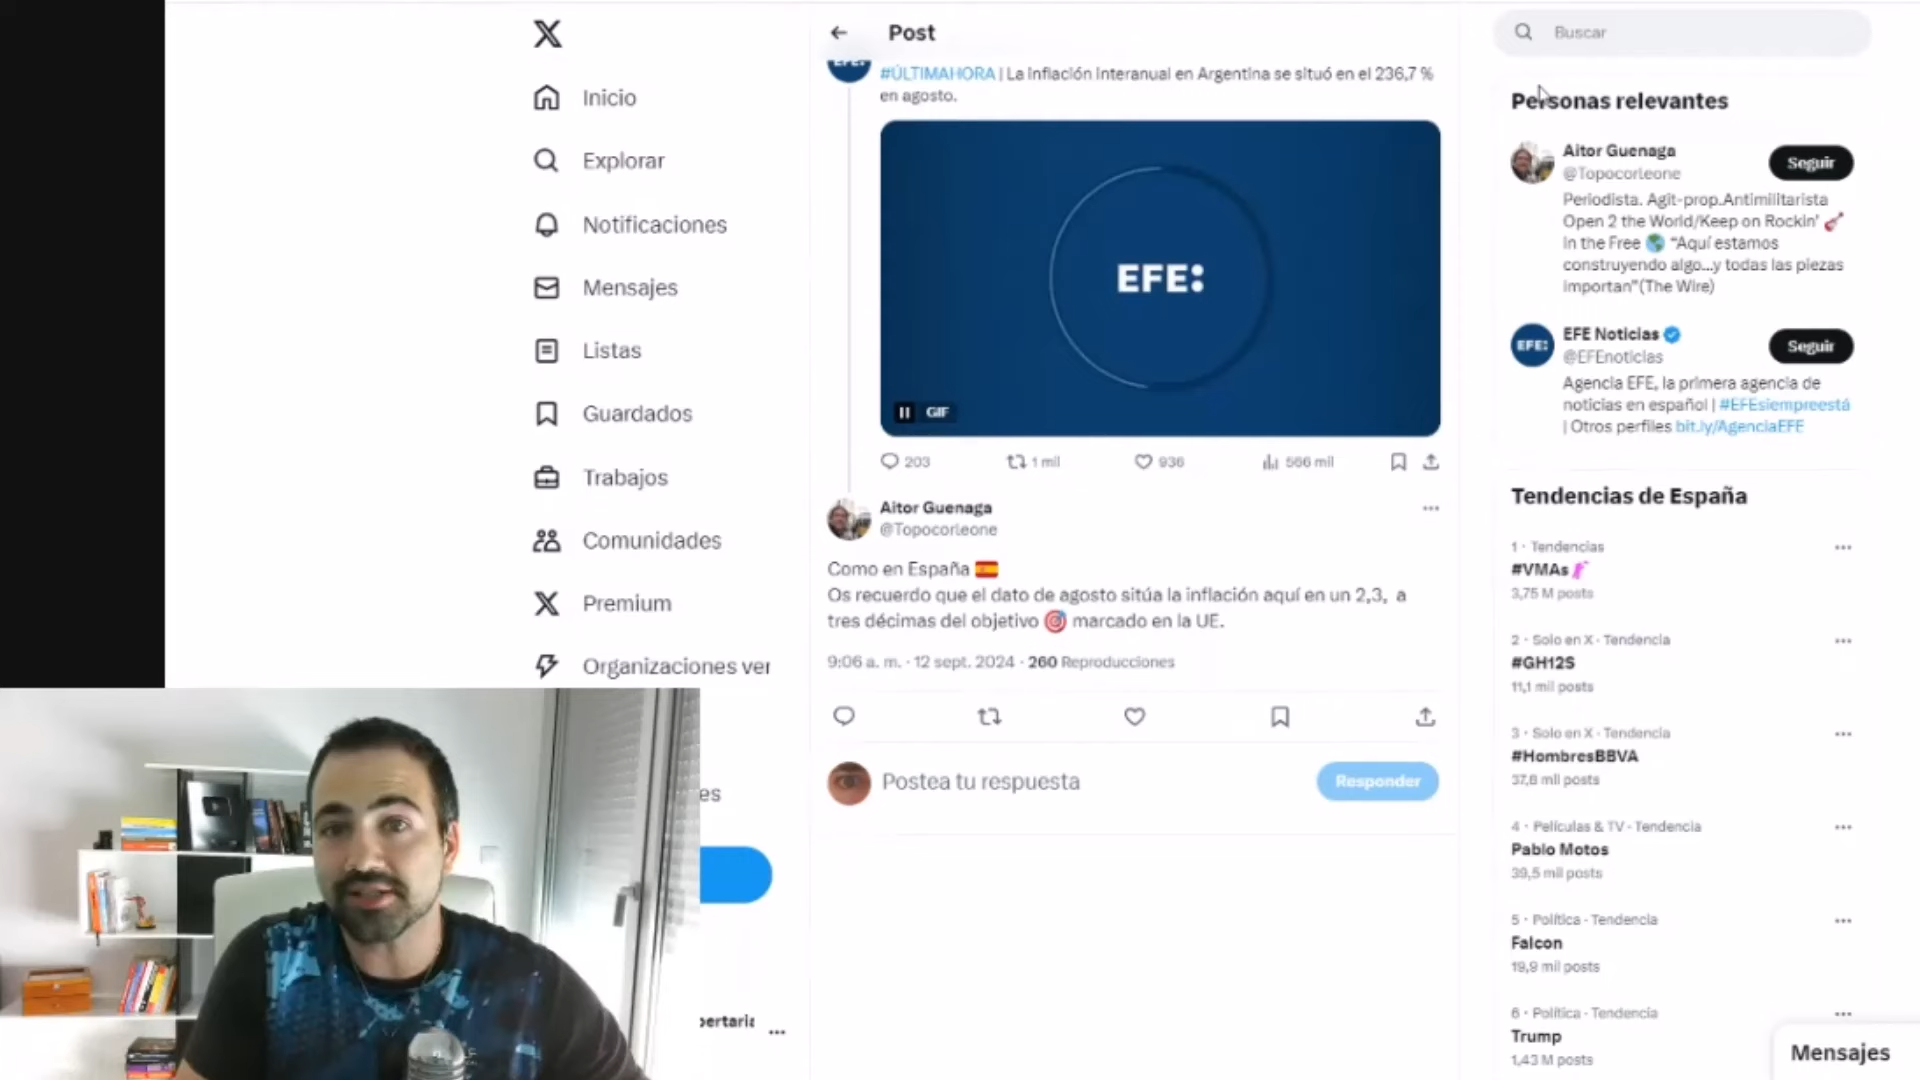 Inicio
Explorar
Notificaciones
Mensajes
Listas
Guardados
Trabajos
Comunidades
Premium
Organizaciones ver
es
Post
EFE:
#ÚLTIMAHORA | La inflación interanual en Argentina se situó en el 236,7 %
en agosto.
EFE:
GIF
203
1 mil
936
566 mil
Aitor Guenaga
@Topocorleone
Como en España 🇪🇸
Os recuerdo que el dato de agosto sitúa la inflación aquí en un 2,3, a
tres décimas del objetivo 🎯 marcado en la UE.
9:06 a. m. · 12 sept. 2024 · 260 Reproducciones
Postea tu respuesta
Responder
Buscar
Personas relevantes
Aitor Guenaga
@Topocorleone
Seguir
Periodista. Agit-prop.Antimilitarista
Open 2 the World/Keep on Rockin' 🎸
in the Free 🌎 “Aquí estamos
construyendo algo...y todas las piezas
importan”(The Wire)
EFE:
EFE Noticias
@EFEnoticias
Seguir
Agencia EFE, la primera agencia de
noticias en español | #EFEsiempreestá
| Otros perfiles bit.ly/AgenciaEFE
Tendencias de España
1 · Tendencias
#VMAs
3,75 M posts
2 · Solo en X · Tendencia
#GH12S
11,1 mil posts
3 · Solo en X · Tendencia
#HombresBBVA
37,8 mil posts
4 · Películas & TV · Tendencia
Pablo Motos
39,5 mil posts
5 · Política · Tendencia
Falcon
19,9 mil posts
6 · Política · Tendencia
Trump
1,43 M posts
Mensajes